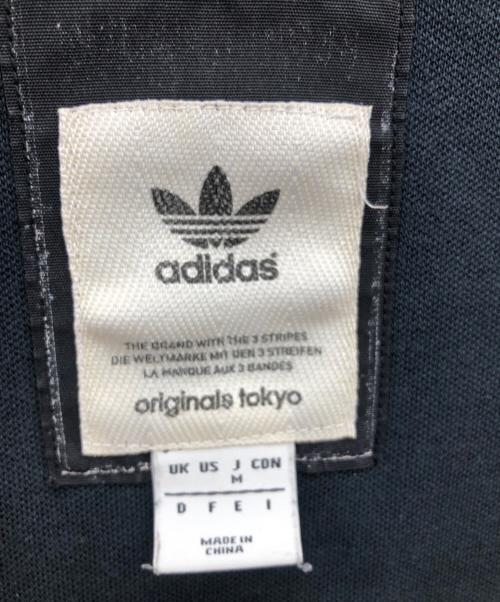 adidas
THE BRAND WITH THE 3 STRIPES
DIE WELTMARKE MIT DEN 3 STREIFEN
LA MARQUE AUX 3 BANDES
originals tokyo
UK US J CDN
M
D F E I
MADE IN
CHINA